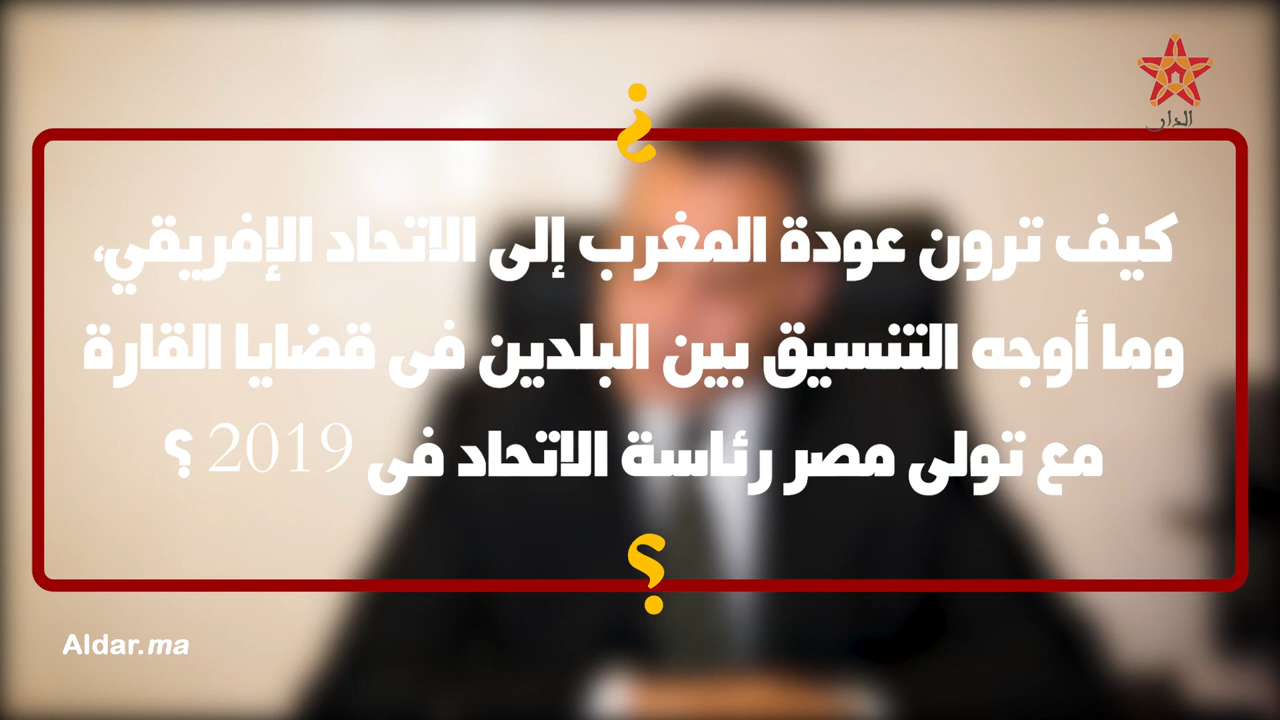 الدار
؟
كيف ترون عودة المغرب إلى الاتحاد الإفريقي،
وما أوجه التنسيق بين البلدين فى قضايا القارة
مع تولى مصر رئاسة الاتحاد فى 2019 ؟
؟
Aldar.ma